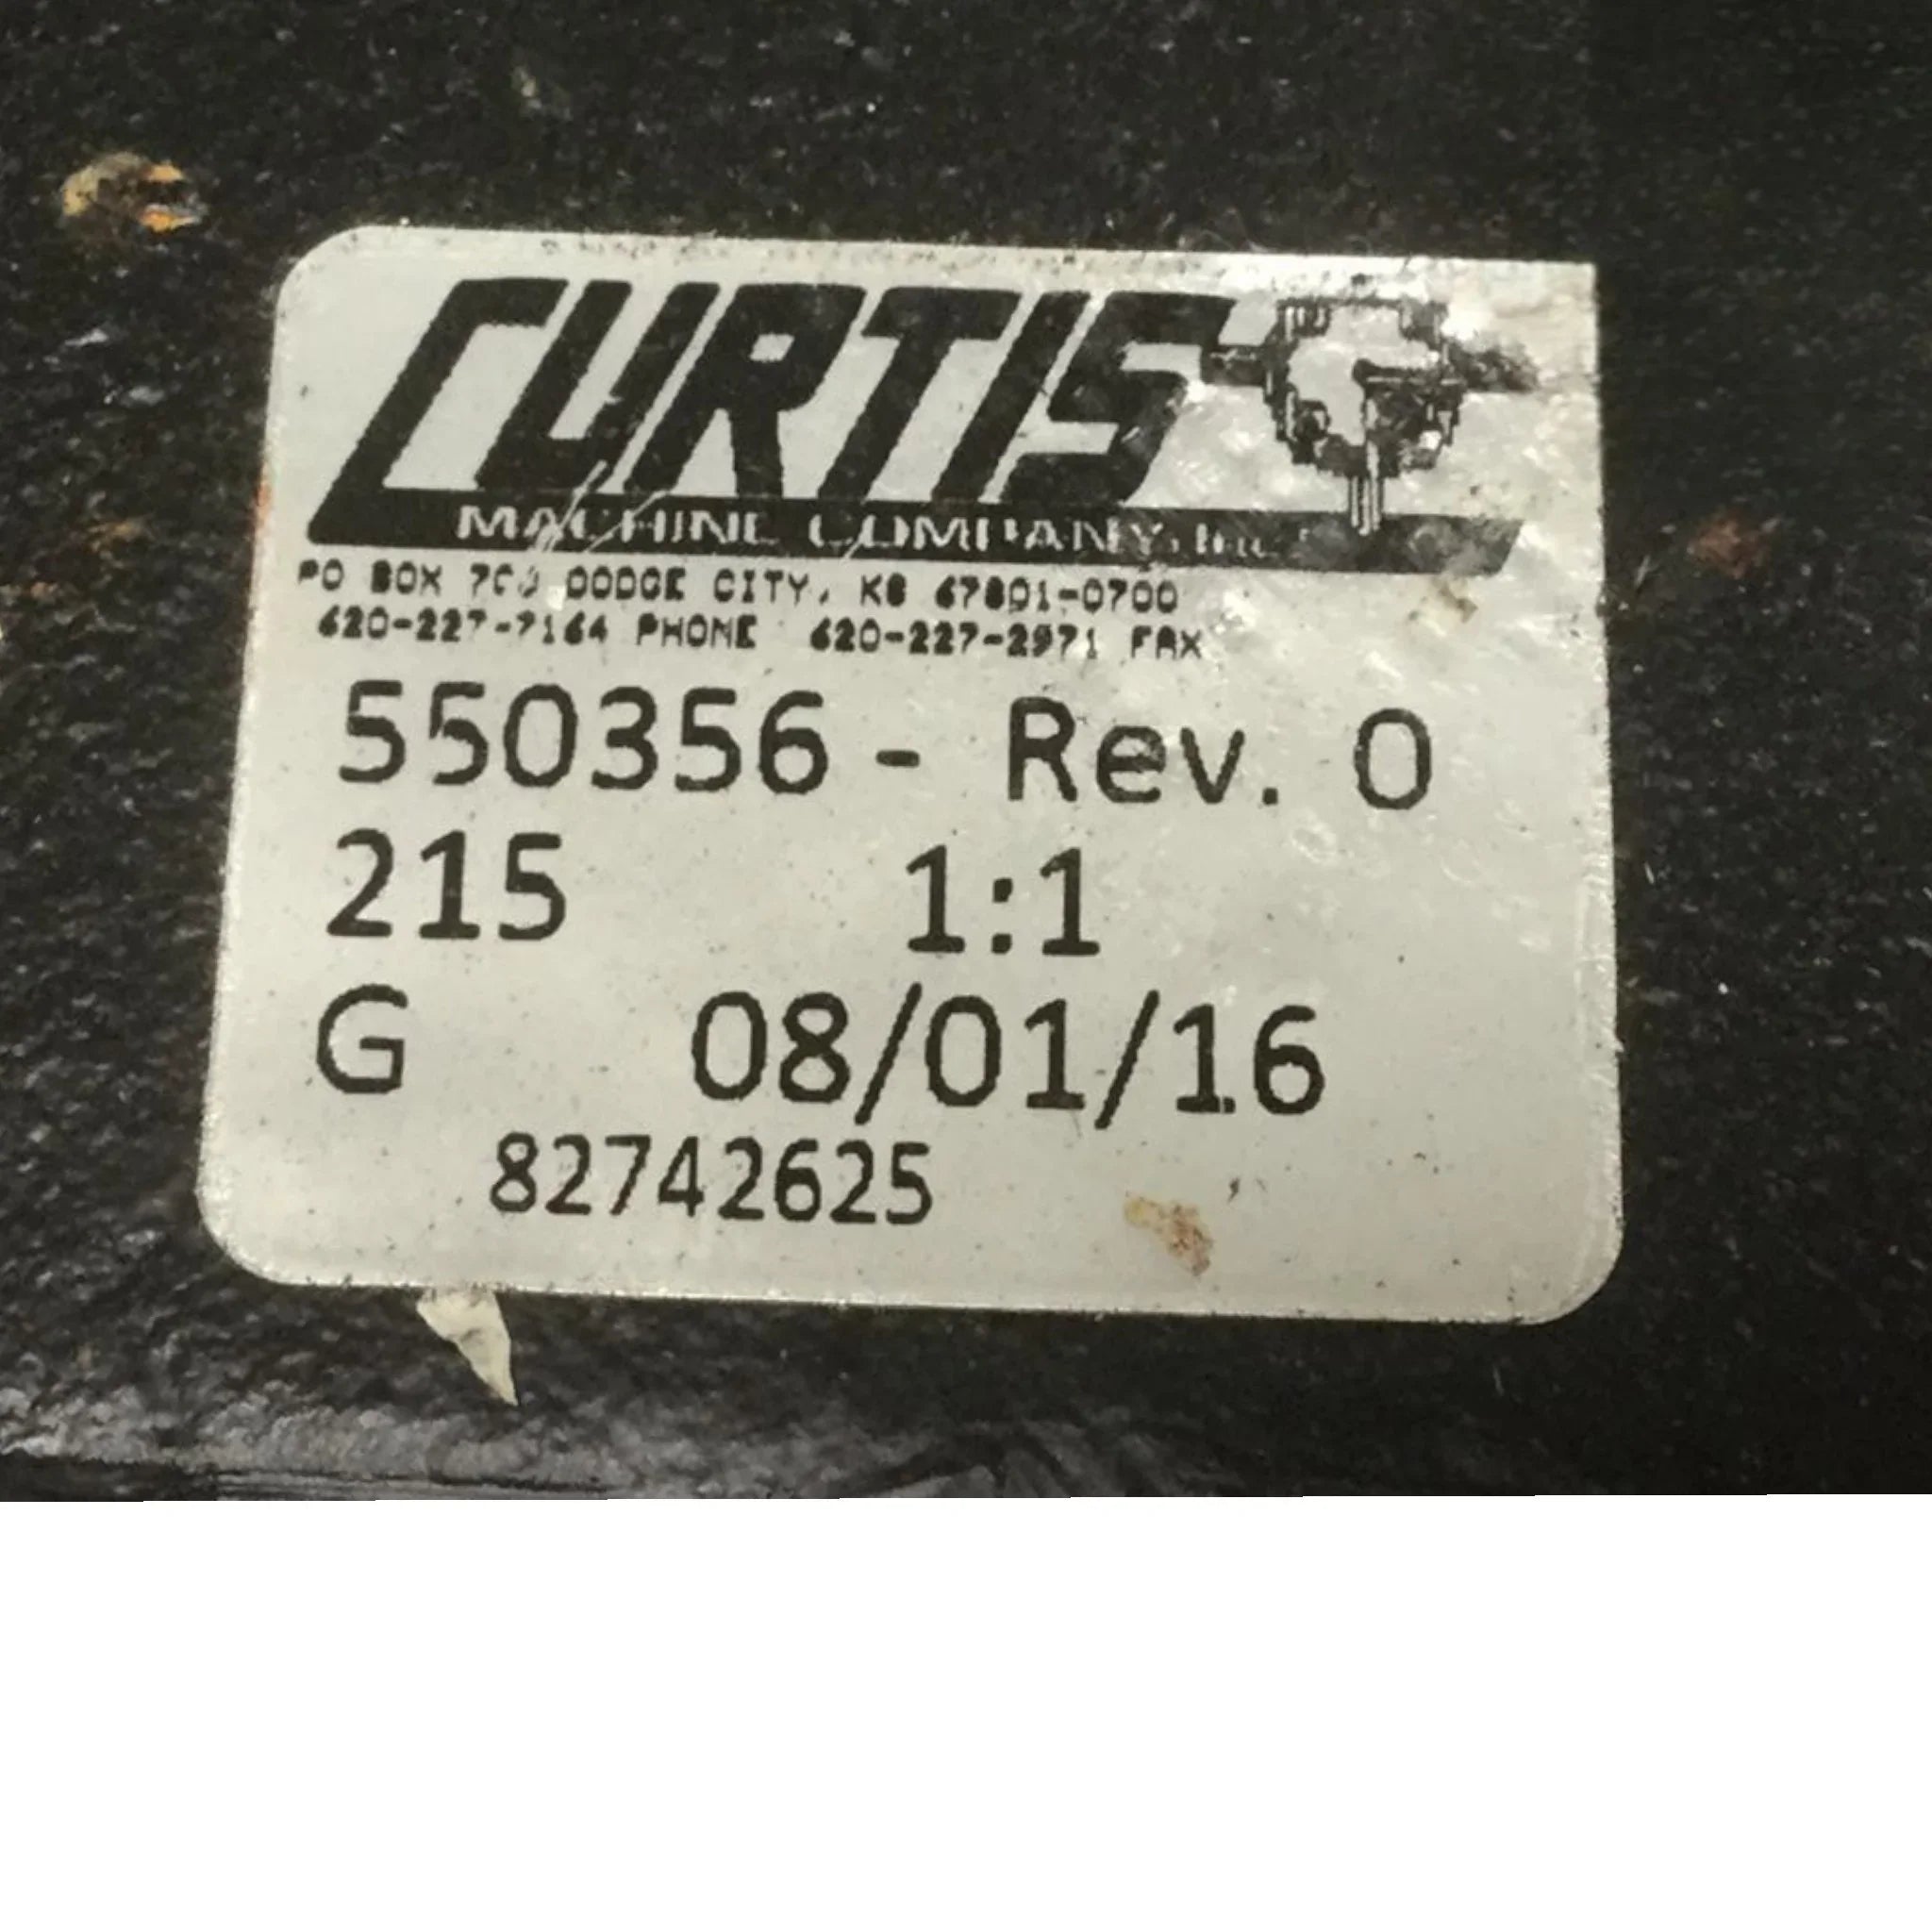 CURTIS
MACHINE COMPANY, Inc
PO BOX 700 DODGE CITY, KS 67801-0700
620-227-7164 PHONE 620-227-2971 FAX
550356 - Rev. 0
215 1:1
G 08/01/16
82742625